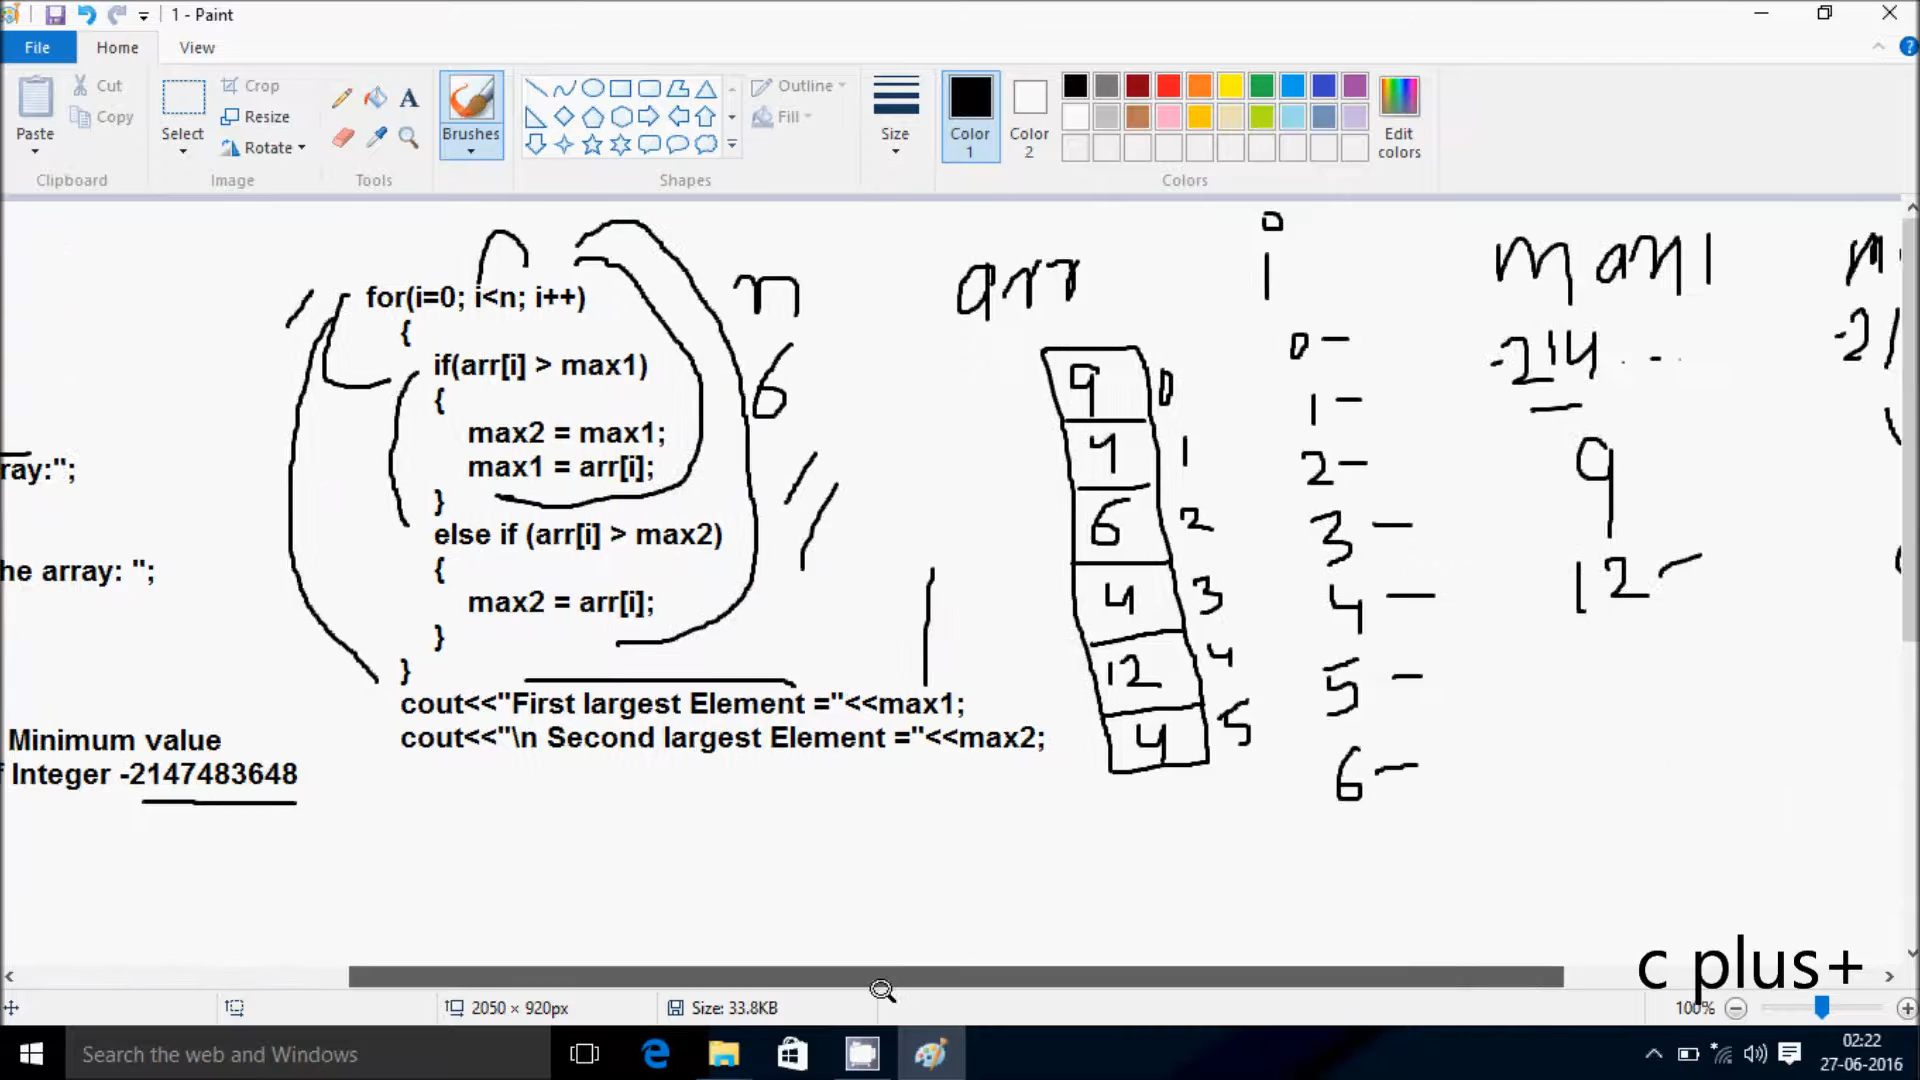 1 - Paint
File Home View
Paste Cut Copy Select Crop Resize Rotate Brushes Outline Fill Size Color 1 Color 2 Edit colors
Clipboard Image Tools Shapes Colors
for(i=0; i<n; i++)
{
if(arr[i] > max1)
{
max2 = max1;
max1 = arr[i];
}
else if (arr[i] > max2)
{
max2 = arr[i];
}
}
cout<<"First largest Element ="<<max1;
cout<<"\n Second largest Element ="<<max2;
ray:";
he array: ";
Minimum value
Integer -2147483648
n
6
arr
9 0
4 1
6 2
4 3
12 4
4 5
i
0 -
1 -
2 -
3 -
4 -
5 -
6 -
max1
-214...
9
12
-21
c plus+
2050 × 920px
Size: 33.8KB
100%
Search the web and Windows
02:22
27-06-2016